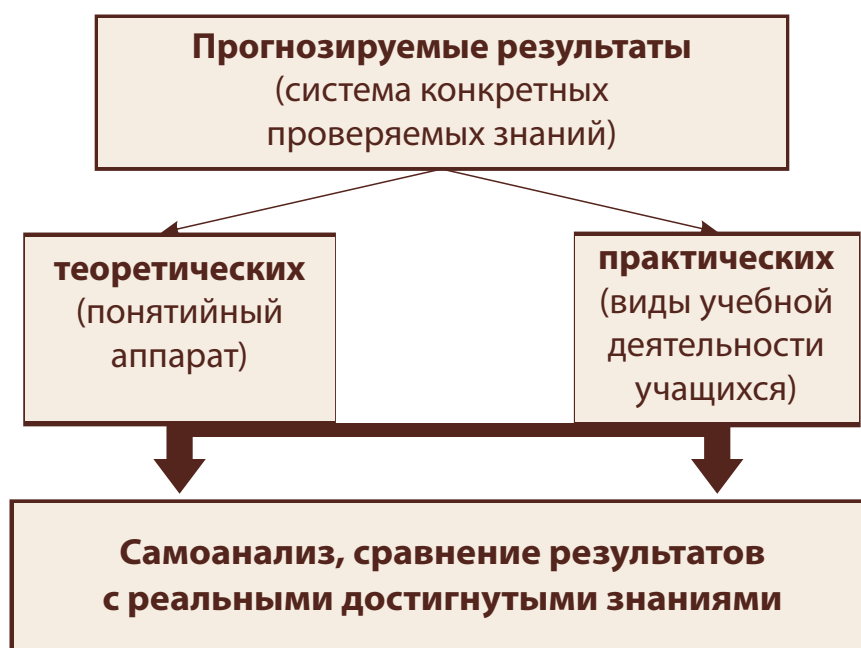 Прогнозируемые результаты
(система конкретных
проверяемых знаний)
теоретических
(понятийный
аппарат)
практических
(виды учебной
деятельности
учащихся)
Самоанализ, сравнение результатов
с реальными достигнутыми знаниями